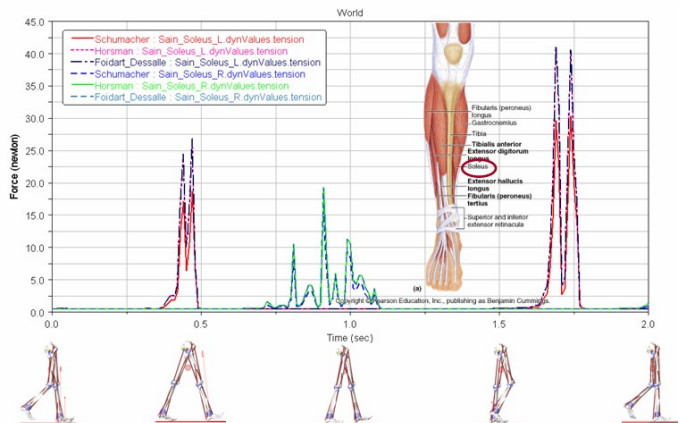 World
45.0
40.0
35.0
30.0
25.0
20.0
15.0
10.0
5.0
0.0
Force (newton)
Schumacher : Sain_Soleus_L.dynValues.tension
Horsman : Sain_Soleus_L.dynValues.tension
Foidart_Dessalle : Sain_Soleus_L.dynValues.tension
Schumacher : Sain_Soleus_R.dynValues.tension
Horsman : Sain_Soleus_R.dynValues.tension
Foidart_Dessalle : Sain_Soleus_R.dynValues.tension
Fibularis (peroneus)
longus
Gastrocnemius
Tibia
Tibialis anterior
Extensor digitorum
longus
Soleus
Extensor hallucis
longus
Fibularis (peroneus)
tertius
Superior and inferior
extensor retinacula
(a)
Copyright © Pearson Education, Inc., publishing as Benjamin Cummings.
0.0
0.5
1.0
1.5
2.0
Time (sec)